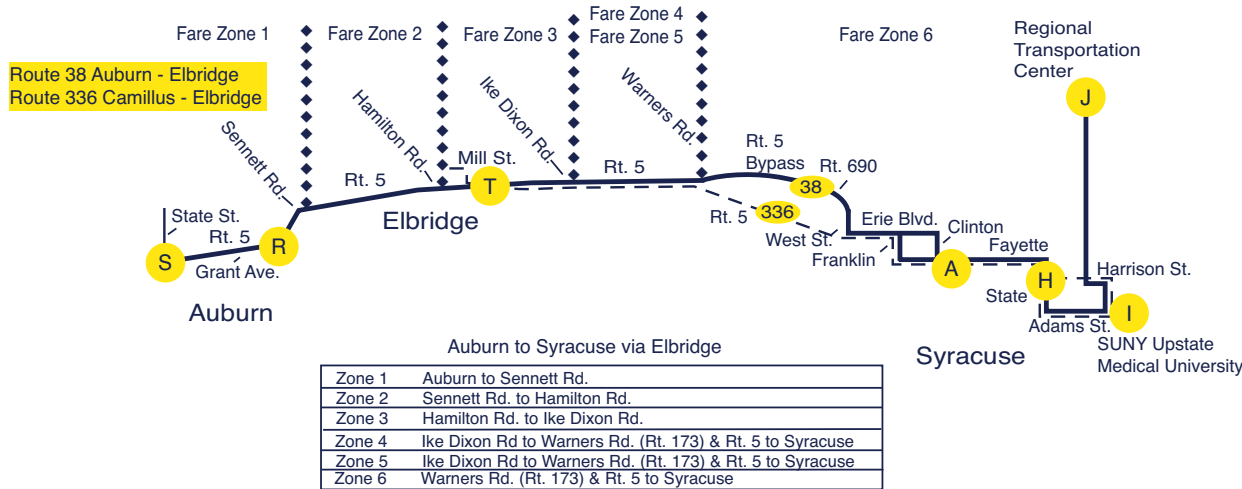 Fare Zone 1
Fare Zone 2
Fare Zone 3
Fare Zone 4
Fare Zone 5
Fare Zone 6
Regional
Transportation
Center
Route 38 Auburn - Elbridge
Route 336 Camillus - Elbridge
J
Sennett Rd.
Hamilton Rd.
Ike Dixon Rd.
Warners Rd.
Mill St.
Rt. 5
Bypass
Rt. 690
38
Rt. 5
T
Rt. 5
Elbridge
Rt. 5
336
State St.
Rt. 5
S
R
Grant Ave.
Auburn
West St.
Erie Blvd.
Clinton
Franklin
A
Fayette
H
Harrison St.
State
I
Adams St.
Syracuse
SUNY Upstate
Medical University
Auburn to Syracuse via Elbridge
Zone 1 Auburn to Sennett Rd.
Zone 2 Sennett Rd. to Hamilton Rd.
Zone 3 Hamilton Rd. to Ike Dixon Rd.
Zone 4 Ike Dixon Rd to Warners Rd. (Rt. 173) & Rt. 5 to Syracuse
Zone 5 Ike Dixon Rd to Warners Rd. (Rt. 173) & Rt. 5 to Syracuse
Zone 6 Warners Rd. (Rt. 173) & Rt. 5 to Syracuse